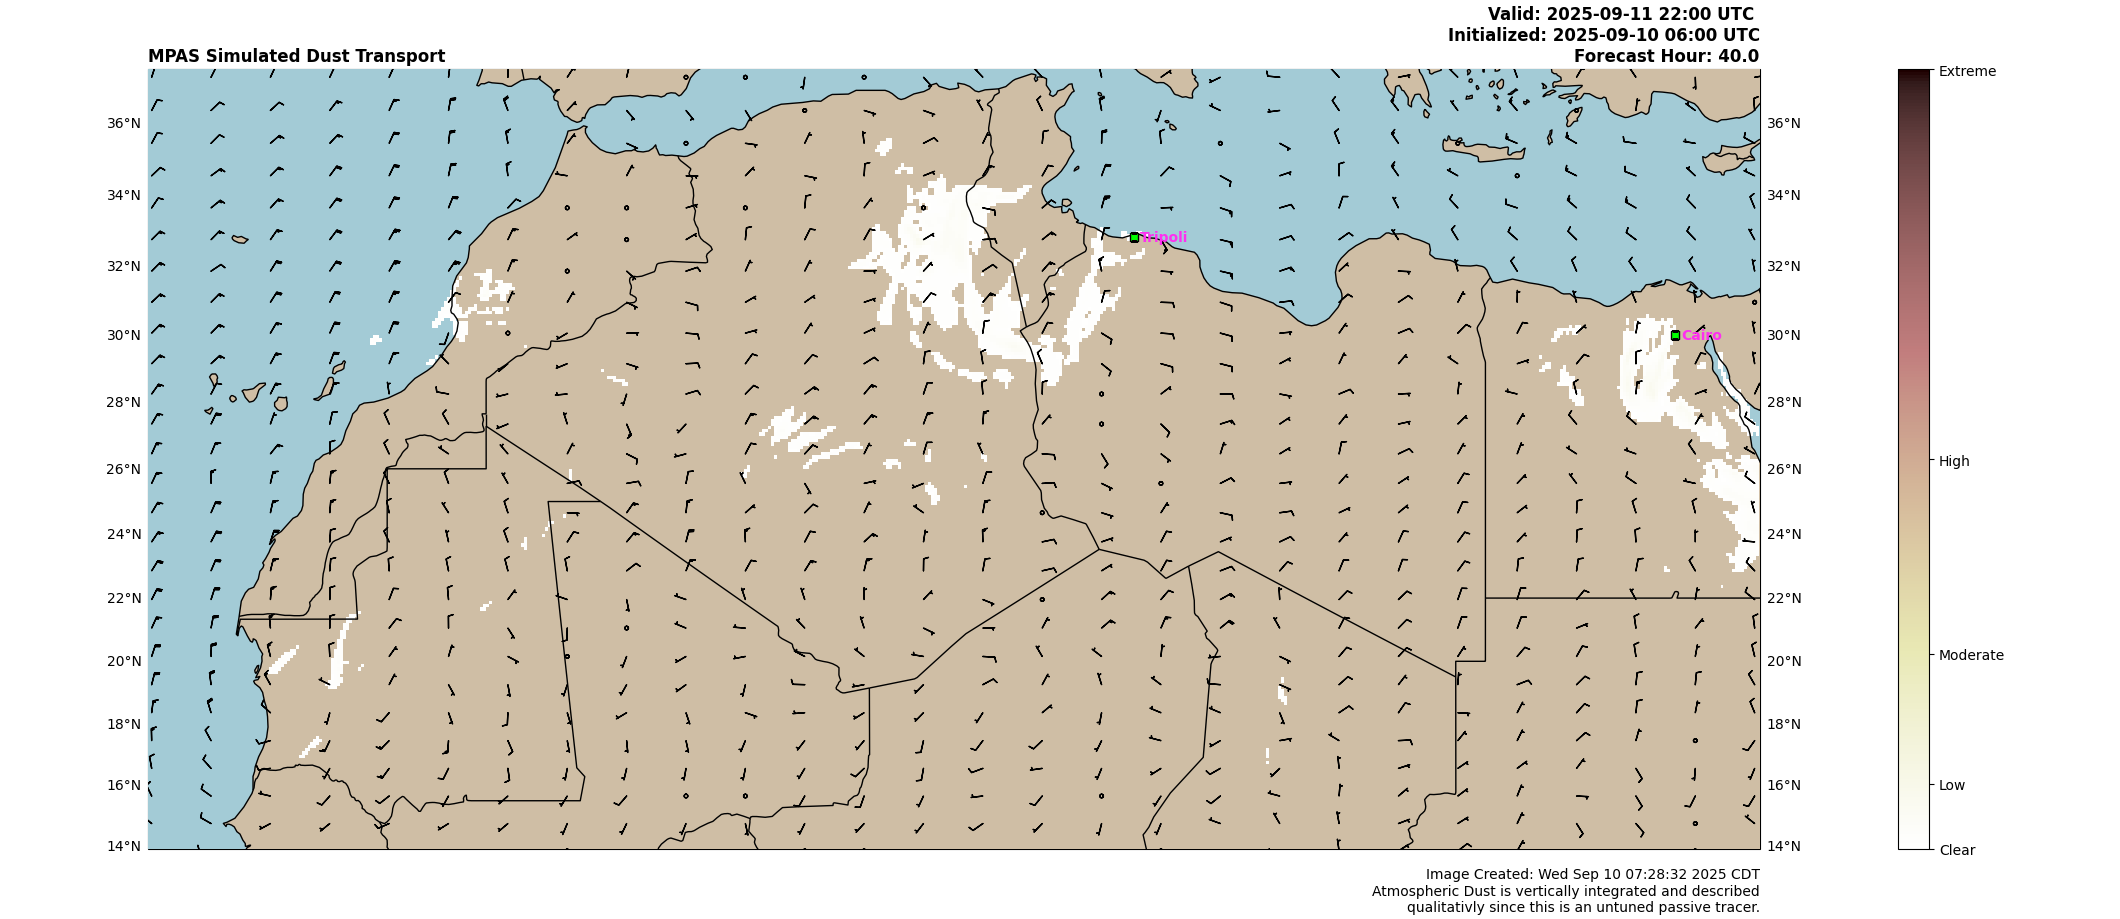 Valid: 2025-09-11 22:00 UTC
Initialized: 2025-09-10 06:00 UTC
MPAS Simulated Dust Transport
Forecast Hour: 40.0
Extreme
36°N
36°N
34°N
34°N
Tripoli
32°N
32°N
30°N
Cairo
30°N
28°N
28°N
26°N
26°N
High
24°N
24°N
22°N
22°N
20°N
20°N
Moderate
18°N
18°N
16°N
16°N
Low
14°N
14°N
Clear
Image Created: Wed Sep 10 07:28:32 2025 CDT
Atmospheric Dust is vertically integrated and described
qualitativly since this is an untuned passive tracer.